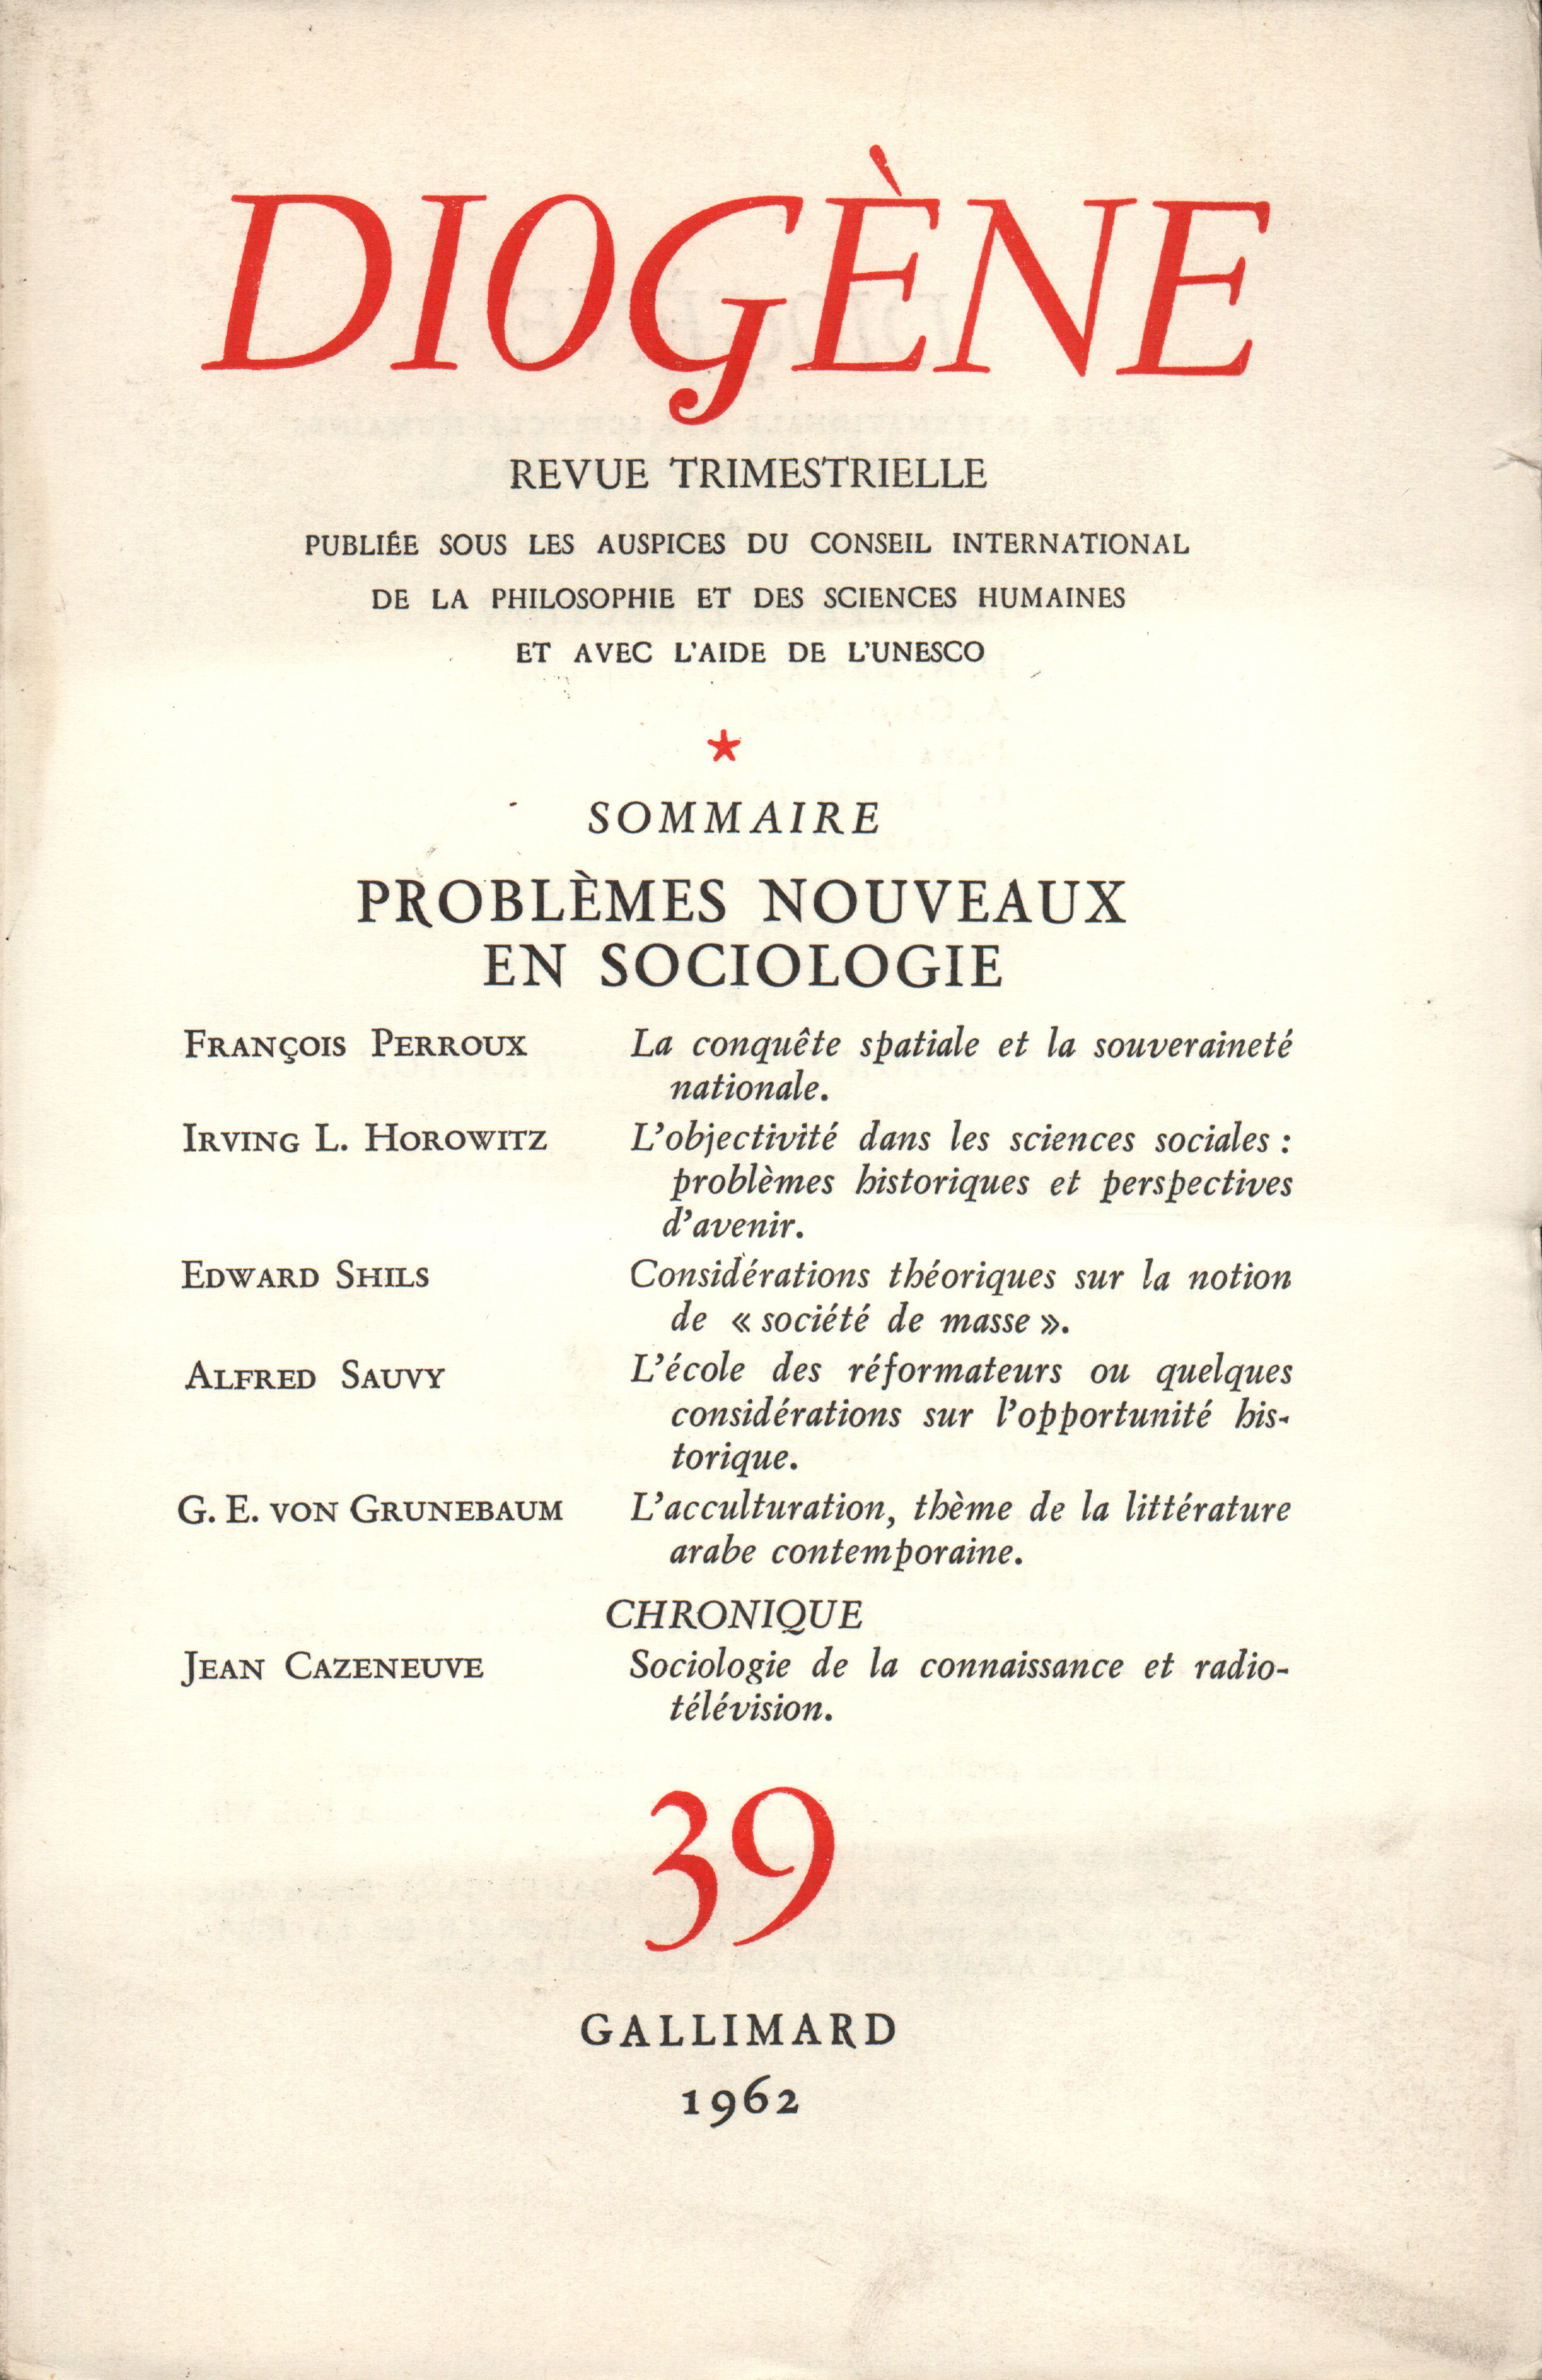 DIOGÈNE
REVUE TRIMESTRIELLE
PUBLIÉE SOUS LES AUSPICES DU CONSEIL INTERNATIONAL
DE LA PHILOSOPHIE ET DES SCIENCES HUMAINES
ET AVEC L'AIDE DE L'UNESCO
*
SOMMAIRE
PROBLÈMES NOUVEAUX
EN SOCIOLOGIE
FRANÇOIS PERROUX La conquête spatiale et la souveraineté
nationale.
IRVING L. HOROWITZ L'objectivité dans les sciences sociales :
problèmes historiques et perspectives
d'avenir.
EDWARD SHILS Considérations théoriques sur la notion
de « société de masse ».
ALFRED SAUVY L'école des réformateurs ou quelques
considérations sur l'opportunité his-
torique.
G. E. VON GRUNEBAUM L'acculturation, thème de la littérature
arabe contemporaine.
CHRONIQUE
JEAN CAZENEUVE Sociologie de la connaissance et radio-
télévision.
39
GALLIMARD
1962